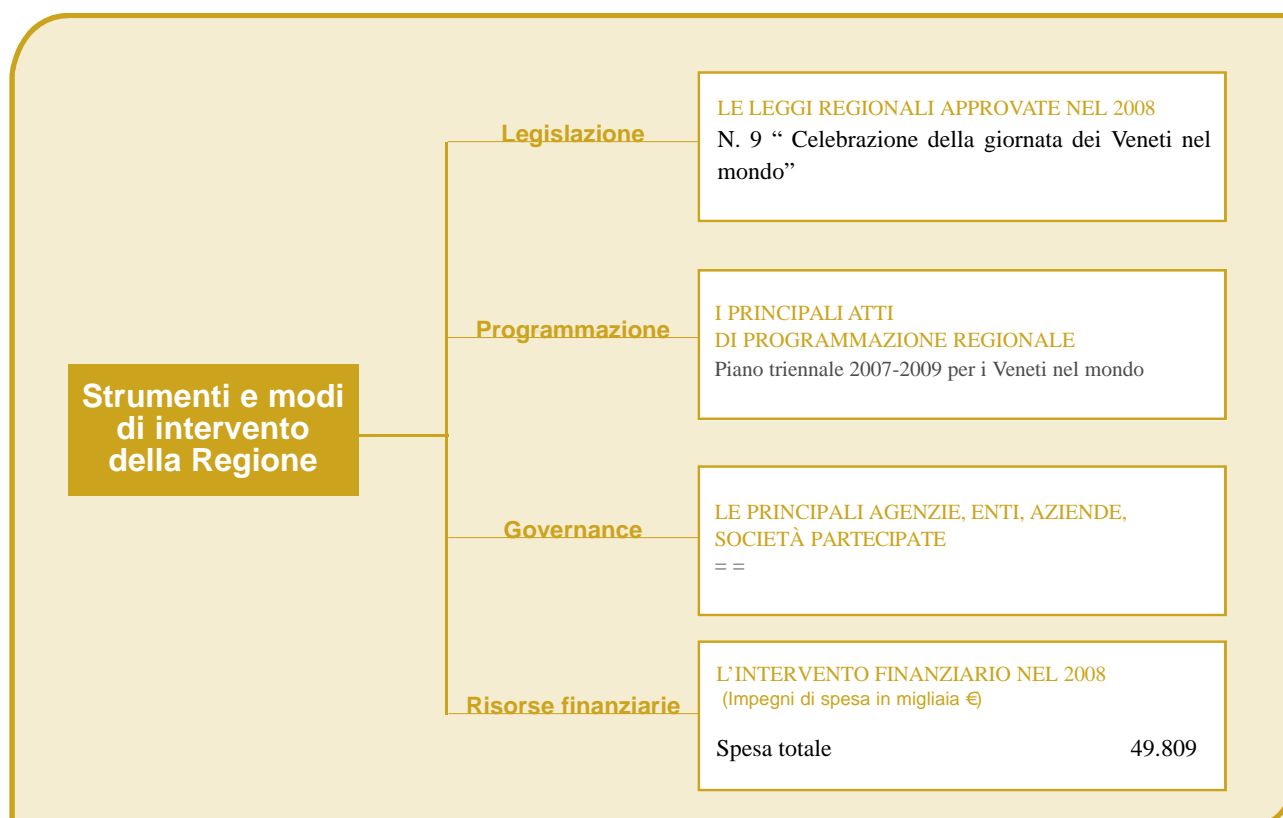 Strumenti e modi
di intervento
della Regione
Legislazione
LE LEGGI REGIONALI APPROVATE NEL 2008
N. 9 “ Celebrazione della giornata dei Veneti nel
mondo”
Programmazione
I PRINCIPALI ATTI
DI PROGRAMMAZIONE REGIONALE
Piano triennale 2007-2009 per i Veneti nel mondo
Governance
LE PRINCIPALI AGENZIE, ENTI, AZIENDE,
SOCIETÀ PARTECIPATE
= =
Risorse finanziarie
L’INTERVENTO FINANZIARIO NEL 2008
(Impegni di spesa in migliaia €)
Spesa totale 49.809